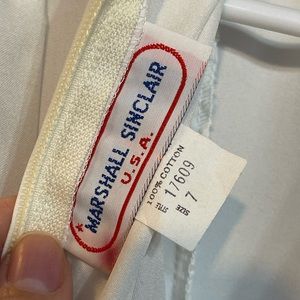 MARSHALL SINCLAIR
U.S.A.
100% COTTON
STYLE 17609
SIZE 7